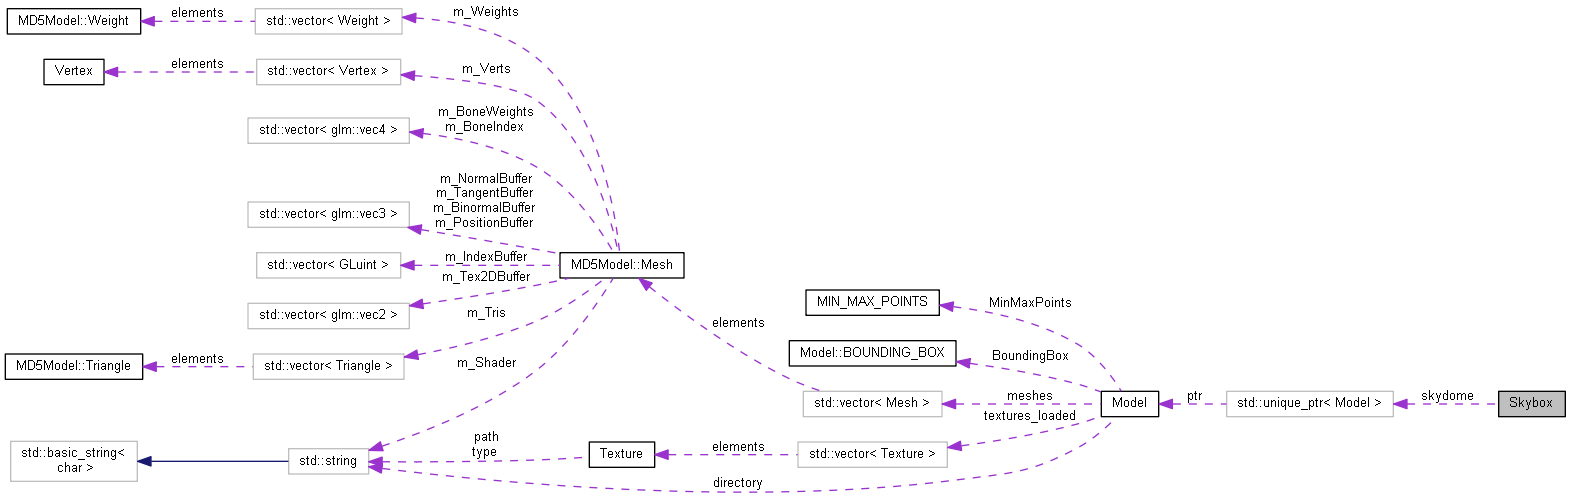 MD5Model::Weight
elements
std::vector< Weight >
m_Weights
Vertex
elements
std::vector< Vertex >
m_Verts
std::vector< glm::vec4 >
m_BoneWeights
m_BoneIndex
std::vector< glm::vec3 >
m_NormalBuffer
m_TangentBuffer
m_BinormalBuffer
m_PositionBuffer
std::vector< GLuint >
m_IndexBuffer
MD5Model::Mesh
std::vector< glm::vec2 >
m_Tex2DBuffer
m_Tris
MD5Model::Triangle
elements
std::vector< Triangle >
m_Shader
elements
MIN_MAX_POINTS
MinMaxPoints
Model::BOUNDING_BOX
BoundingBox
std::vector< Mesh >
meshes
Model
ptr
std::unique_ptr< Model >
skydome
Skybox
textures_loaded
std::basic_string<
char >
std::string
path
type
Texture
elements
std::vector< Texture >
directory